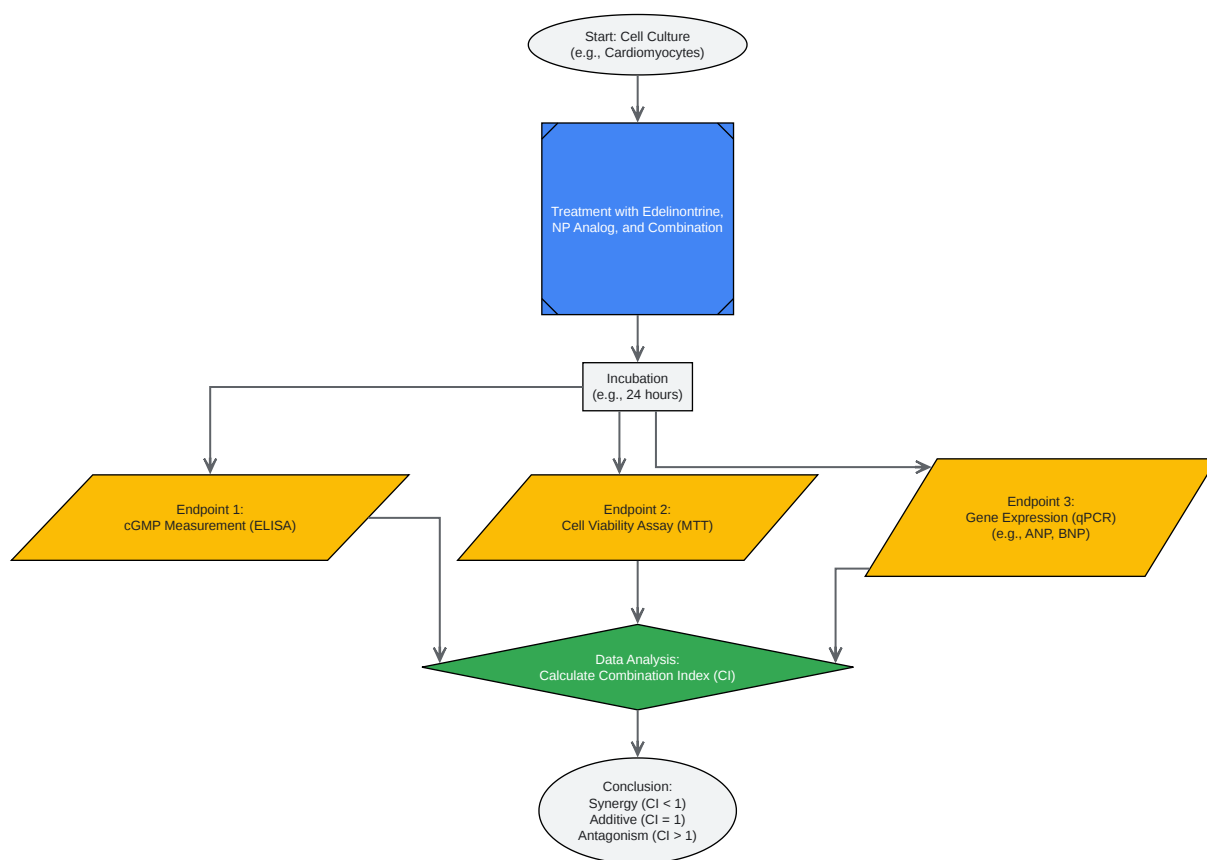 Start: Cell Culture
(e.g., Cardiomyocytes)
Treatment with Edelinontrine,
NP Analog, and Combination
Incubation
(e.g., 24 hours)
Endpoint 1:
cGMP Measurement (ELISA)
Endpoint 2:
Cell Viability Assay (MTT)
Endpoint 3:
Gene Expression (qPCR)
(e.g., ANP, BNP)
Data Analysis:
Calculate Combination Index (CI)
Conclusion:
Synergy (CI < 1)
Additive (CI = 1)
Antagonism (CI > 1)